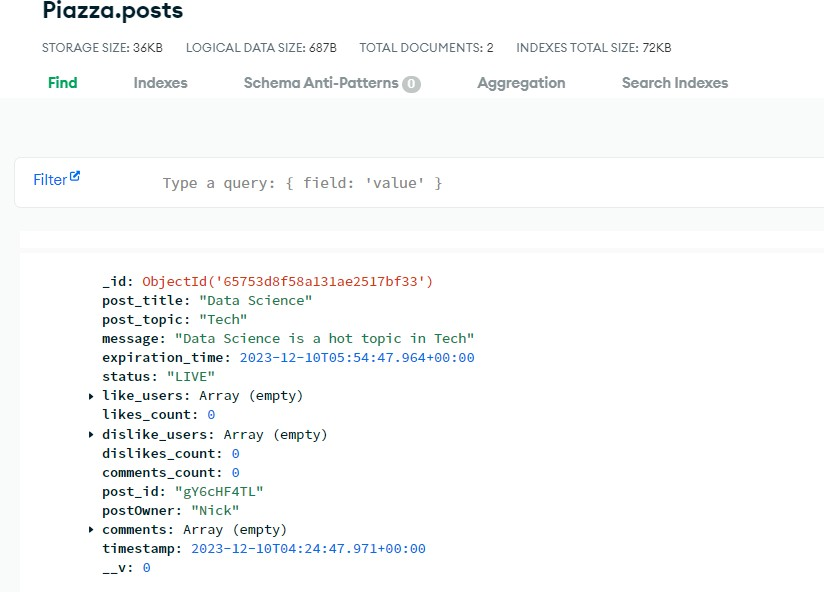 Piazza.posts
STORAGE SIZE: 36KB LOGICAL DATA SIZE: 687B TOTAL DOCUMENTS: 2 INDEXES TOTAL SIZE: 72KB
Find Indexes Schema Anti-Patterns 0 Aggregation Search Indexes
Filter Type a query: { field: 'value' }
_id: ObjectId('65753d8f58a131ae2517bf33')
post_title: "Data Science"
post_topic: "Tech"
message: "Data Science is a hot topic in Tech"
expiration_time: 2023-12-10T05:54:47.964+00:00
status: "LIVE"
like_users: Array (empty)
likes_count: 0
dislike_users: Array (empty)
dislikes_count: 0
comments_count: 0
post_id: "gY6cHF4TL"
postOwner: "Nick"
comments: Array (empty)
timestamp: 2023-12-10T04:24:47.971+00:00
__v: 0